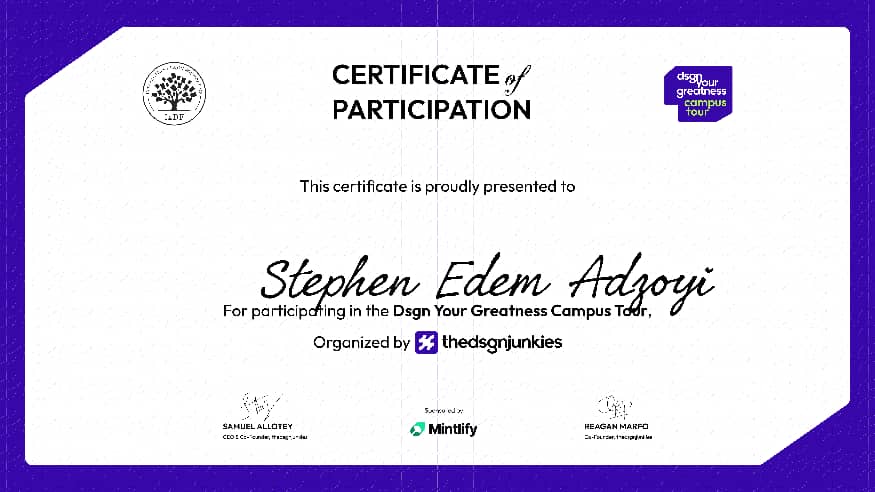 CERTIFICATE of
PARTICIPATION
IxDF
dsgn
your
greatness
campus
tour
This certificate is proudly presented to
Stephen Edem Adzoyi
For participating in the Dsgn Your Greatness Campus Tour,
Organized by thedsgnjunkies
SAMUEL ALLOTEY
CEO & Co-Founder, thedsgnjunkies
Sponsored by
Mintlify
REAGAN MARFO
Co-Founder, thedsgnjunkies